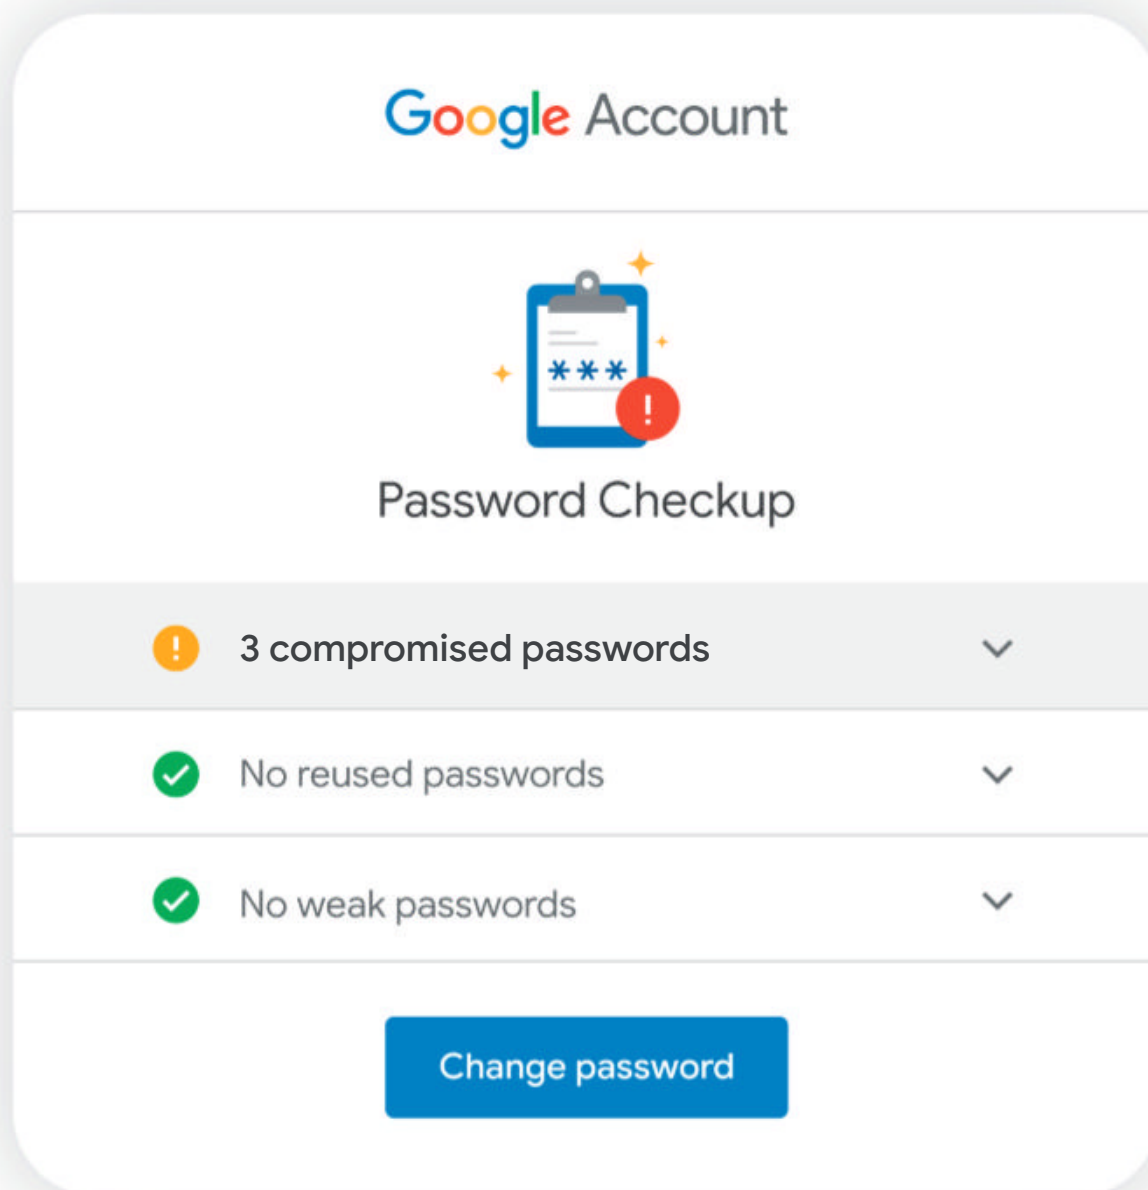 Google Account
***
Password Checkup
3 compromised passwords
No reused passwords
No weak passwords
Change password